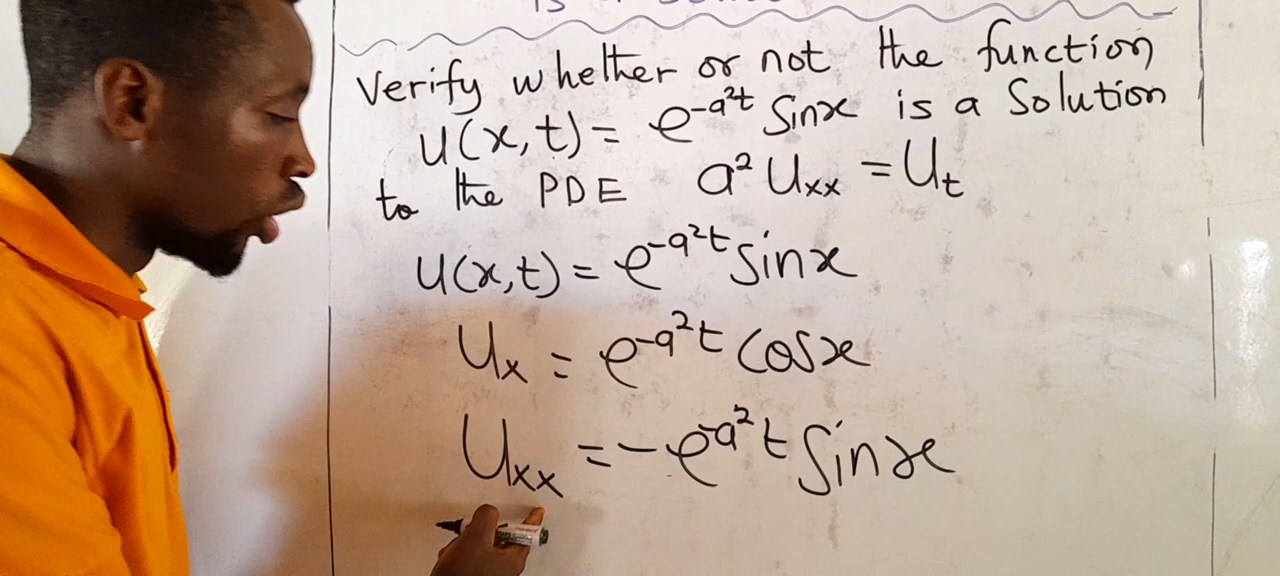 is a
Verify whether or not the function
u(x,t) = e^{-a²t} Sinx is a Solution
to the PDE a² Uxx = Ut
u(x,t) = e^{-a²t} Sinx
Ux = e^{-a²t} Cosx
Uxx = -e^{-a²t} Sinx